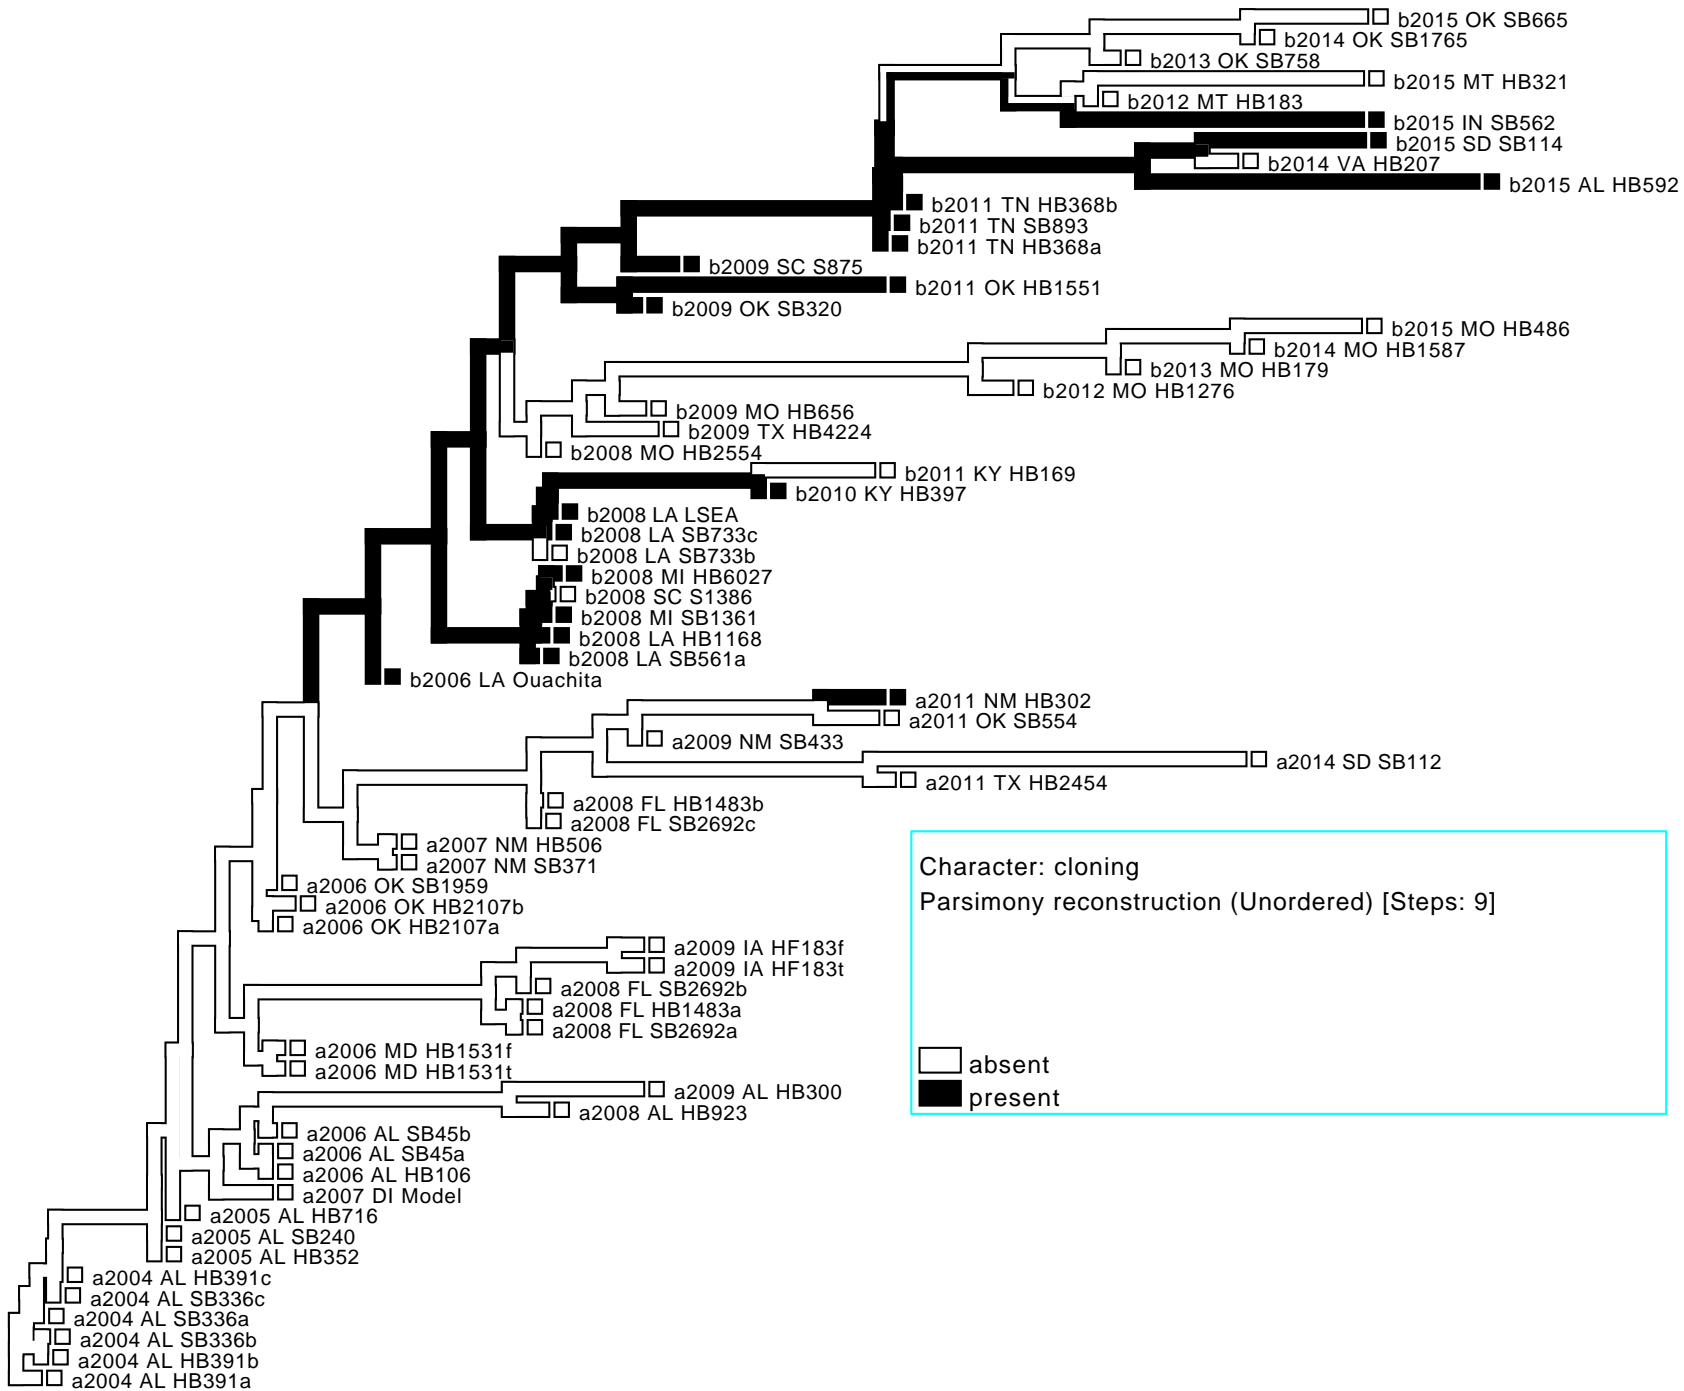 b2015 OK SB665
b2014 OK SB1765
b2013 OK SB758
b2015 MT HB321
b2012 MT HB183
b2015 IN SB562
b2015 SD SB114
b2014 VA HB207
b2015 AL HB592
b2011 TN HB368b
b2011 TN SB893
b2011 TN HB368a
b2009 SC S875
b2011 OK HB1551
b2009 OK SB320
b2015 MO HB486
b2014 MO HB1587
b2013 MO HB179
b2012 MO HB1276
b2009 MO HB656
b2009 TX HB4224
b2008 MO HB2554
b2011 KY HB169
b2010 KY HB397
b2008 LA LSEA
b2008 LA SB733c
b2008 LA SB733b
b2008 MI HB6027
b2008 SC S1386
b2008 MI SB1361
b2008 LA HB1168
b2008 LA SB561a
b2006 LA Ouachita
a2011 NM HB302
a2011 OK SB554
a2009 NM SB433
a2014 SD SB112
a2011 TX HB2454
a2008 FL HB1483b
a2008 FL SB2692c
a2007 NM HB506
a2007 NM SB371
a2006 OK SB1959
a2006 OK HB2107b
a2006 OK HB2107a
a2009 IA HF183f
a2009 IA HF183t
a2008 FL SB2692b
a2008 FL HB1483a
a2008 FL SB2692a
a2006 MD HB1531f
a2006 MD HB1531t
a2009 AL HB300
a2008 AL HB923
a2006 AL SB45b
a2006 AL SB45a
a2006 AL HB106
a2007 DI Model
a2005 AL HB716
a2005 AL SB240
a2005 AL HB352
a2004 AL HB391c
a2004 AL SB336c
a2004 AL SB336a
a2004 AL SB336b
a2004 AL HB391b
a2004 AL HB391a
Character: cloning
Parsimony reconstruction (Unordered) [Steps: 9]
absent
present